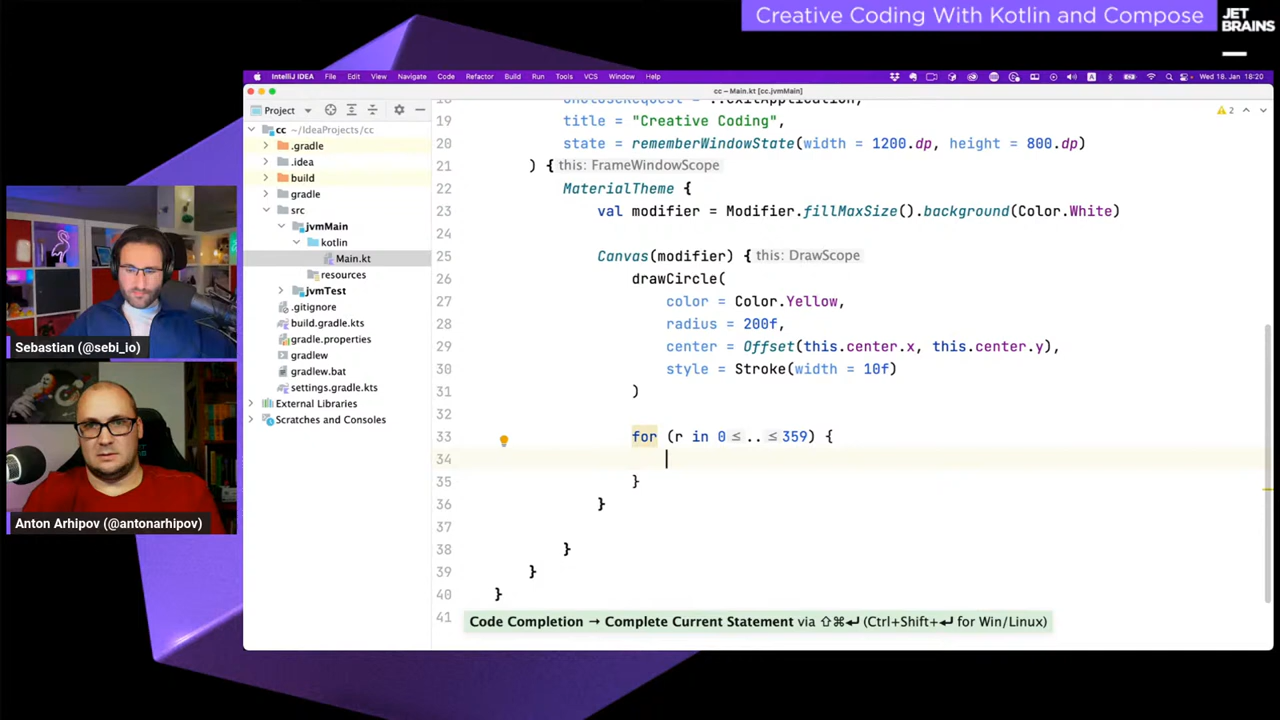 Creative Coding With Kotlin and Compose
JET
BRAINS
IntelliJ IDEA File Edit View Navigate Code Refactor Build Run Tools VCS Window Help
A
Wed 18. Jan 18:20
cc – Main.kt [cc.jvmMain]
Project
cc ~/IdeaProjects/cc
.gradle
.idea
build
gradle
src
jvmMain
kotlin
Main.kt
resources
jvmTest
.gitignore
build.gradle.kts
gradle.properties
gradlew
gradlew.bat
settings.gradle.kts
External Libraries
Scratches and Consoles
2
18 onCloseRequest = ::exitApplication,
19 title = "Creative Coding",
20 state = rememberWindowState(width = 1200.dp, height = 800.dp)
21 ) { this: FrameWindowScope
22 MaterialTheme {
23 val modifier = Modifier.fillMaxSize().background(Color.White)
24
25 Canvas(modifier) { this: DrawScope
26 drawCircle(
27 color = Color.Yellow,
28 radius = 200f,
29 center = Offset(this.center.x, this.center.y),
30 style = Stroke(width = 10f)
31 )
32
33 for (r in 0 ≤ .. ≤ 359) {
34
35 }
36 }
37
38 }
39 }
40 }
41
Code Completion → Complete Current Statement via ⇧⌘↵ (Ctrl+Shift+↵ for Win/Linux)
Sebastian (@sebi_io)
Anton Arhipov (@antonarhipov)